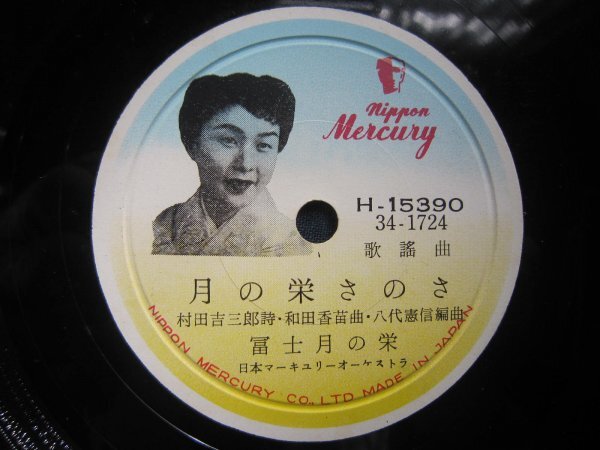 Nippon
Mercury
H-15390
34-1724
歌謡曲
月の栄さのさ
村田吉三郎詩・和田香苗曲・八代憲信編曲
冨士月の栄
日本マーキュリーオーケストラ
NIPPON MERCURY CO., LTD MADE IN JAPAN